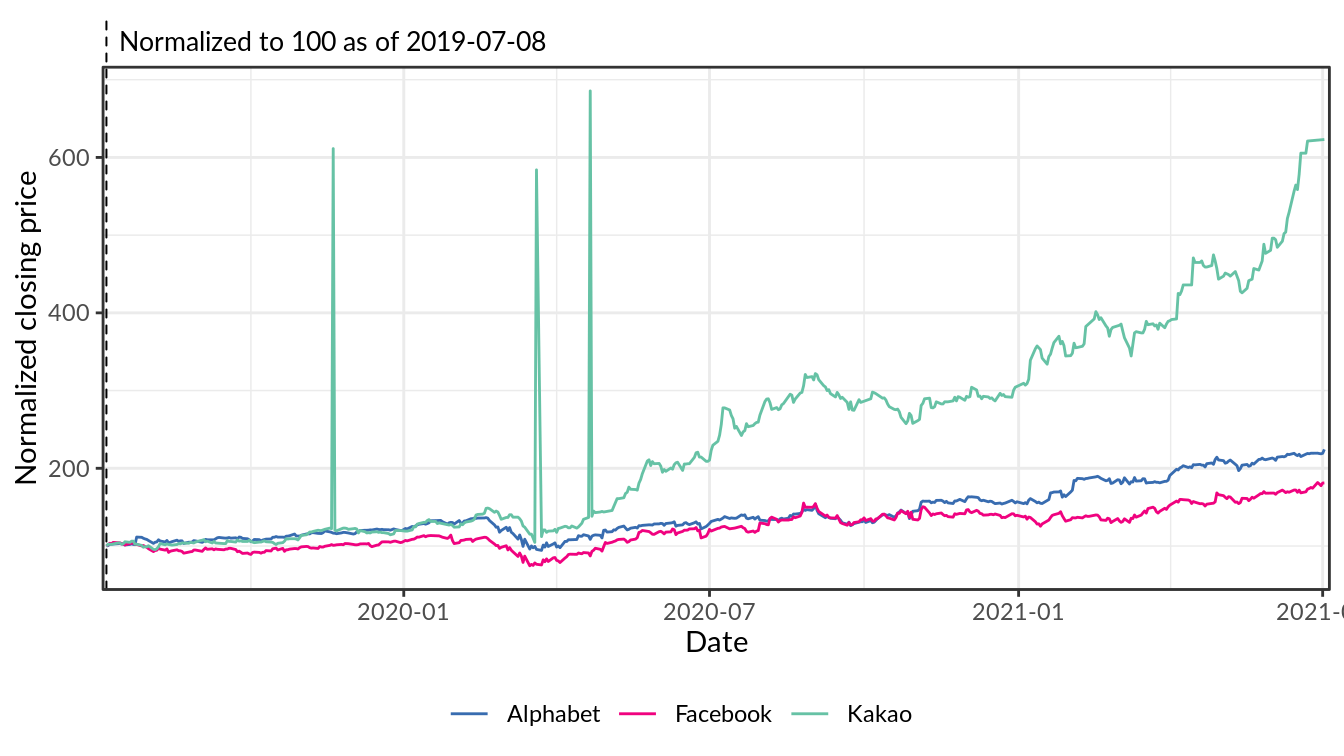 Normalized to 100 as of 2019-07-08
Normalized closing price
600
400
200
2020-01
2020-07
2021-01
2021-
Date
Alphabet
Facebook
Kakao